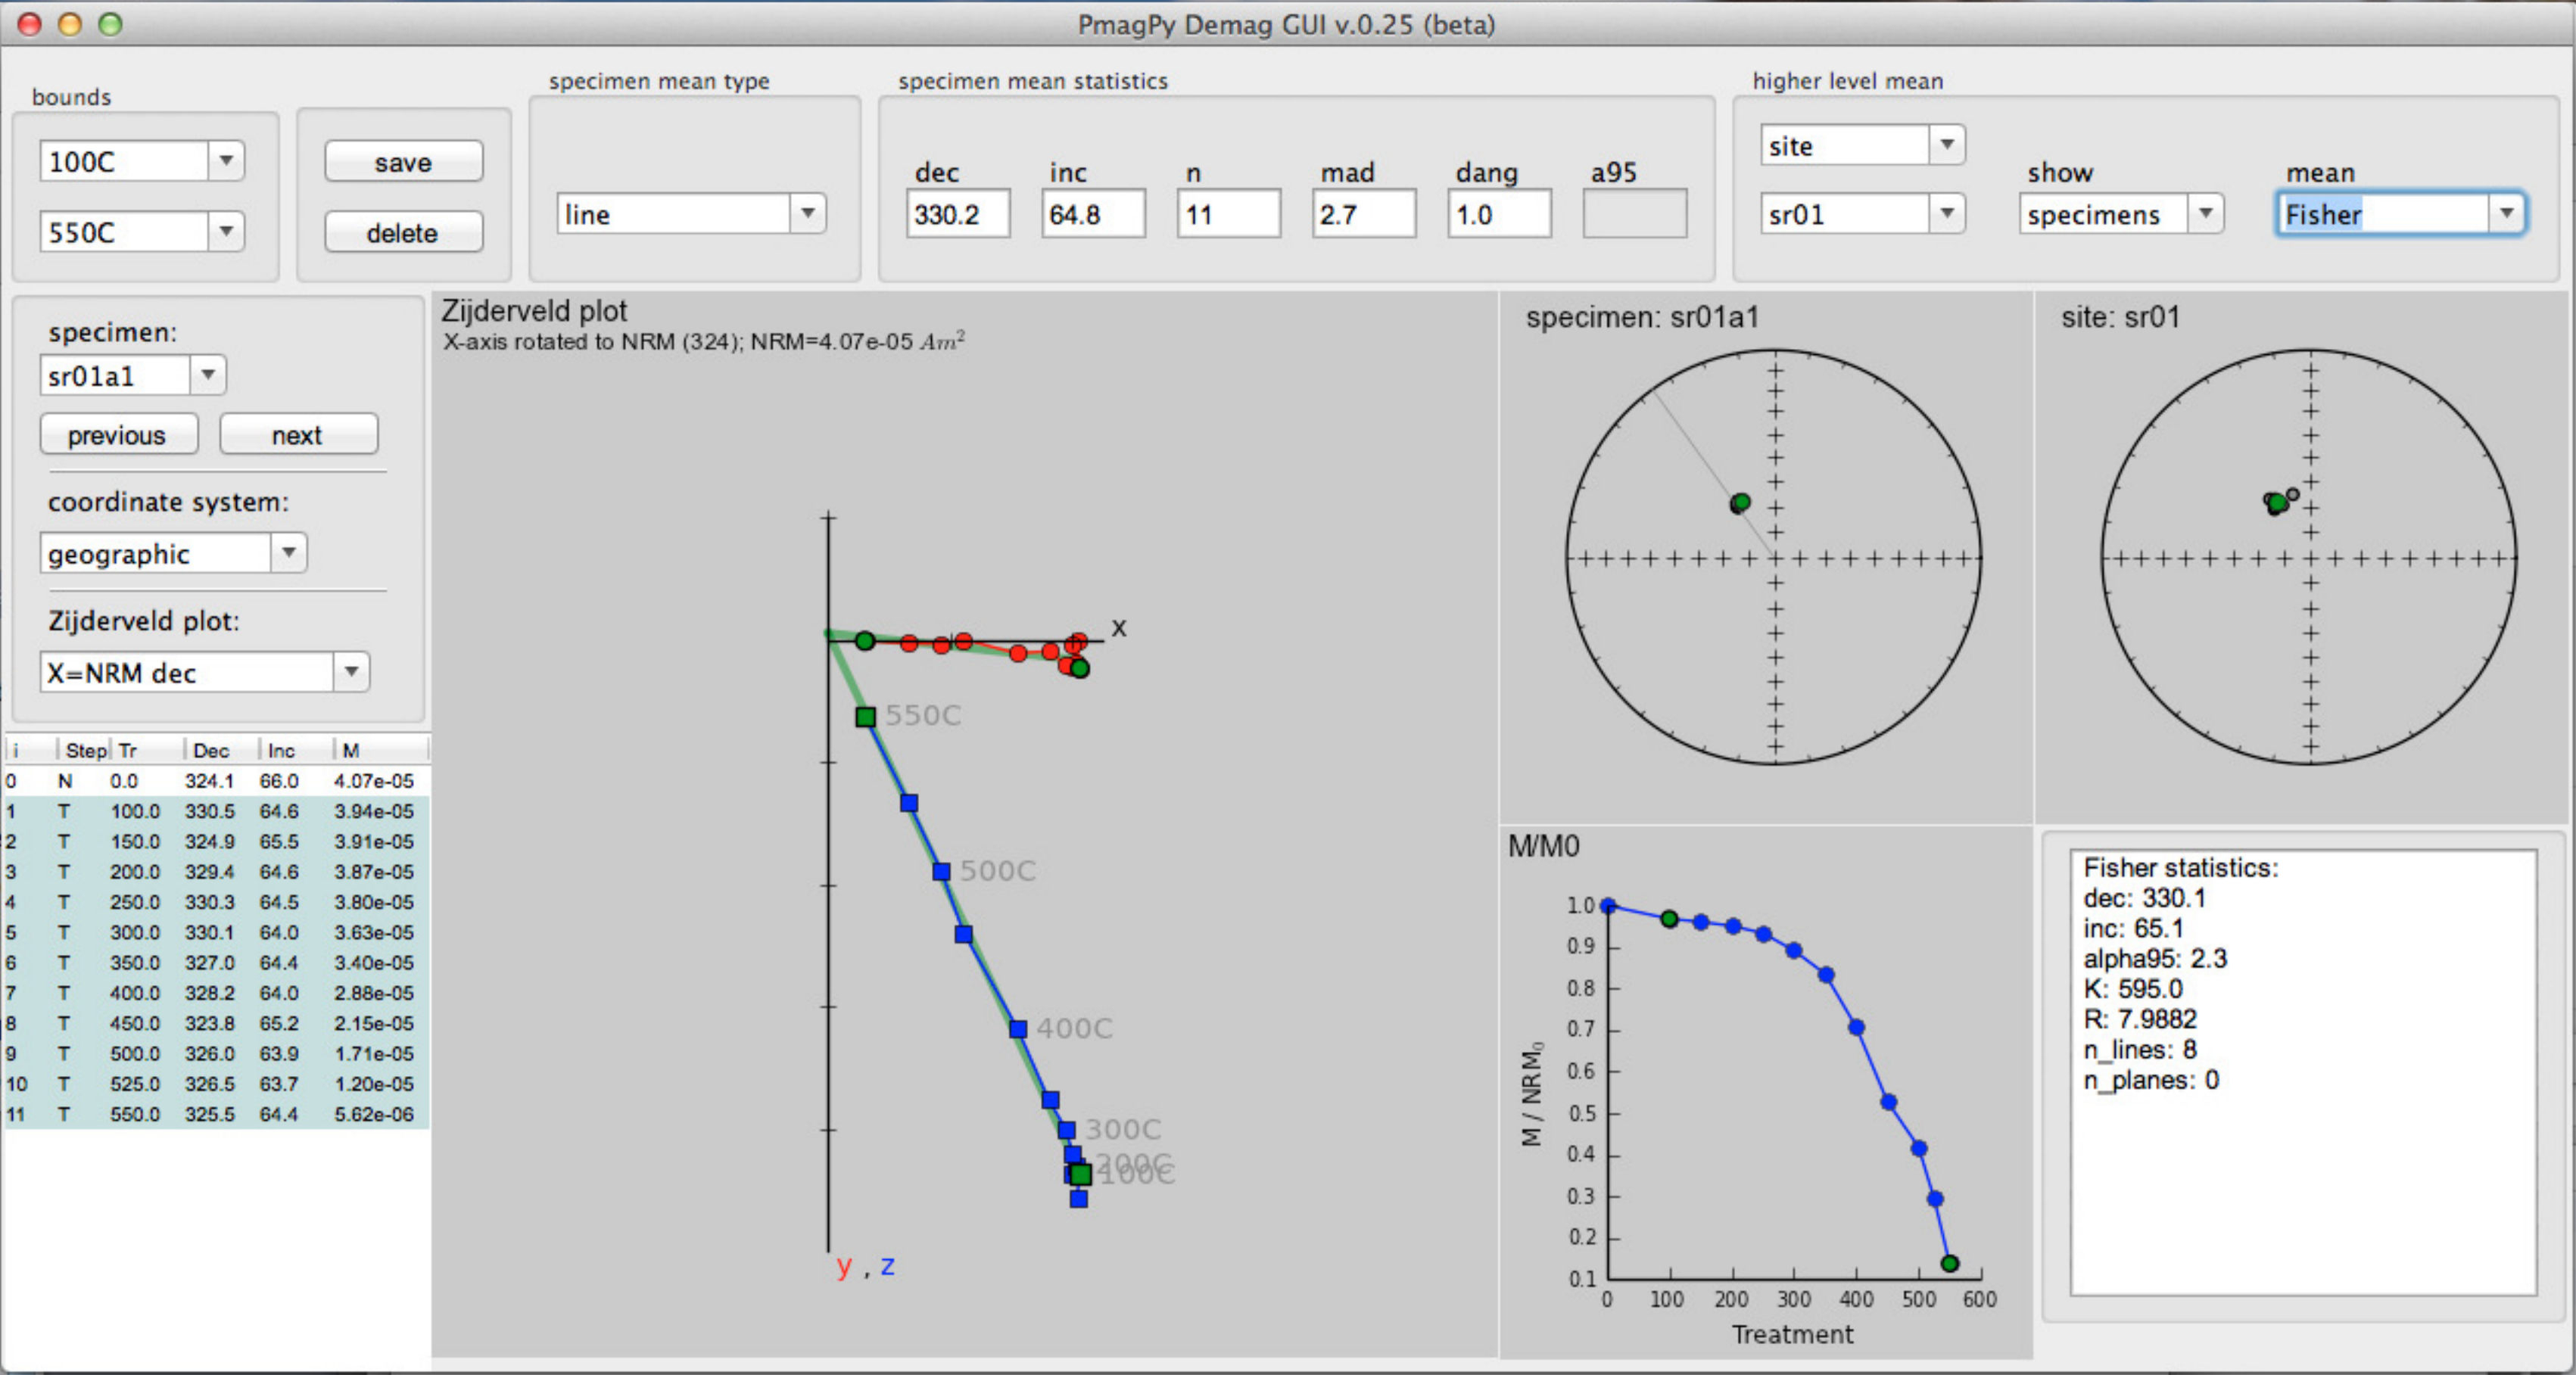 PmagPy Demag GUI v.0.25 (beta)
bounds
100C
550C
save
delete
specimen mean type
line
specimen mean statistics
dec inc n mad dang a95
330.2 64.8 11 2.7 1.0
higher level mean
site
sr01
show
specimens
mean
Fisher
specimen:
sr01a1
previous next
coordinate system:
geographic
Zijderveld plot:
X=NRM dec
i Step Tr Dec Inc M
0 N 0.0 324.1 66.0 4.07e-05
1 T 100.0 330.5 64.6 3.94e-05
2 T 150.0 324.9 65.5 3.91e-05
3 T 200.0 329.4 64.6 3.87e-05
4 T 250.0 330.3 64.5 3.80e-05
5 T 300.0 330.1 64.0 3.63e-05
6 T 350.0 327.0 64.4 3.40e-05
7 T 400.0 328.2 64.0 2.88e-05
8 T 450.0 323.8 65.2 2.15e-05
9 T 500.0 326.0 63.9 1.71e-05
10 T 525.0 326.5 63.7 1.20e-05
11 T 550.0 325.5 64.4 5.62e-06
Zijderveld plot
X-axis rotated to NRM (324); NRM=4.07e-05 Am²
x
550C
500C
400C
300C
200C
100C
y , z
specimen: sr01a1
site: sr01
M/M0
M / NRM₀
1.0
0.9
0.8
0.7
0.6
0.5
0.4
0.3
0.2
0.1
0 100 200 300 400 500 600
Treatment
Fisher statistics:
dec: 330.1
inc: 65.1
alpha95: 2.3
K: 595.0
R: 7.9882
n_lines: 8
n_planes: 0